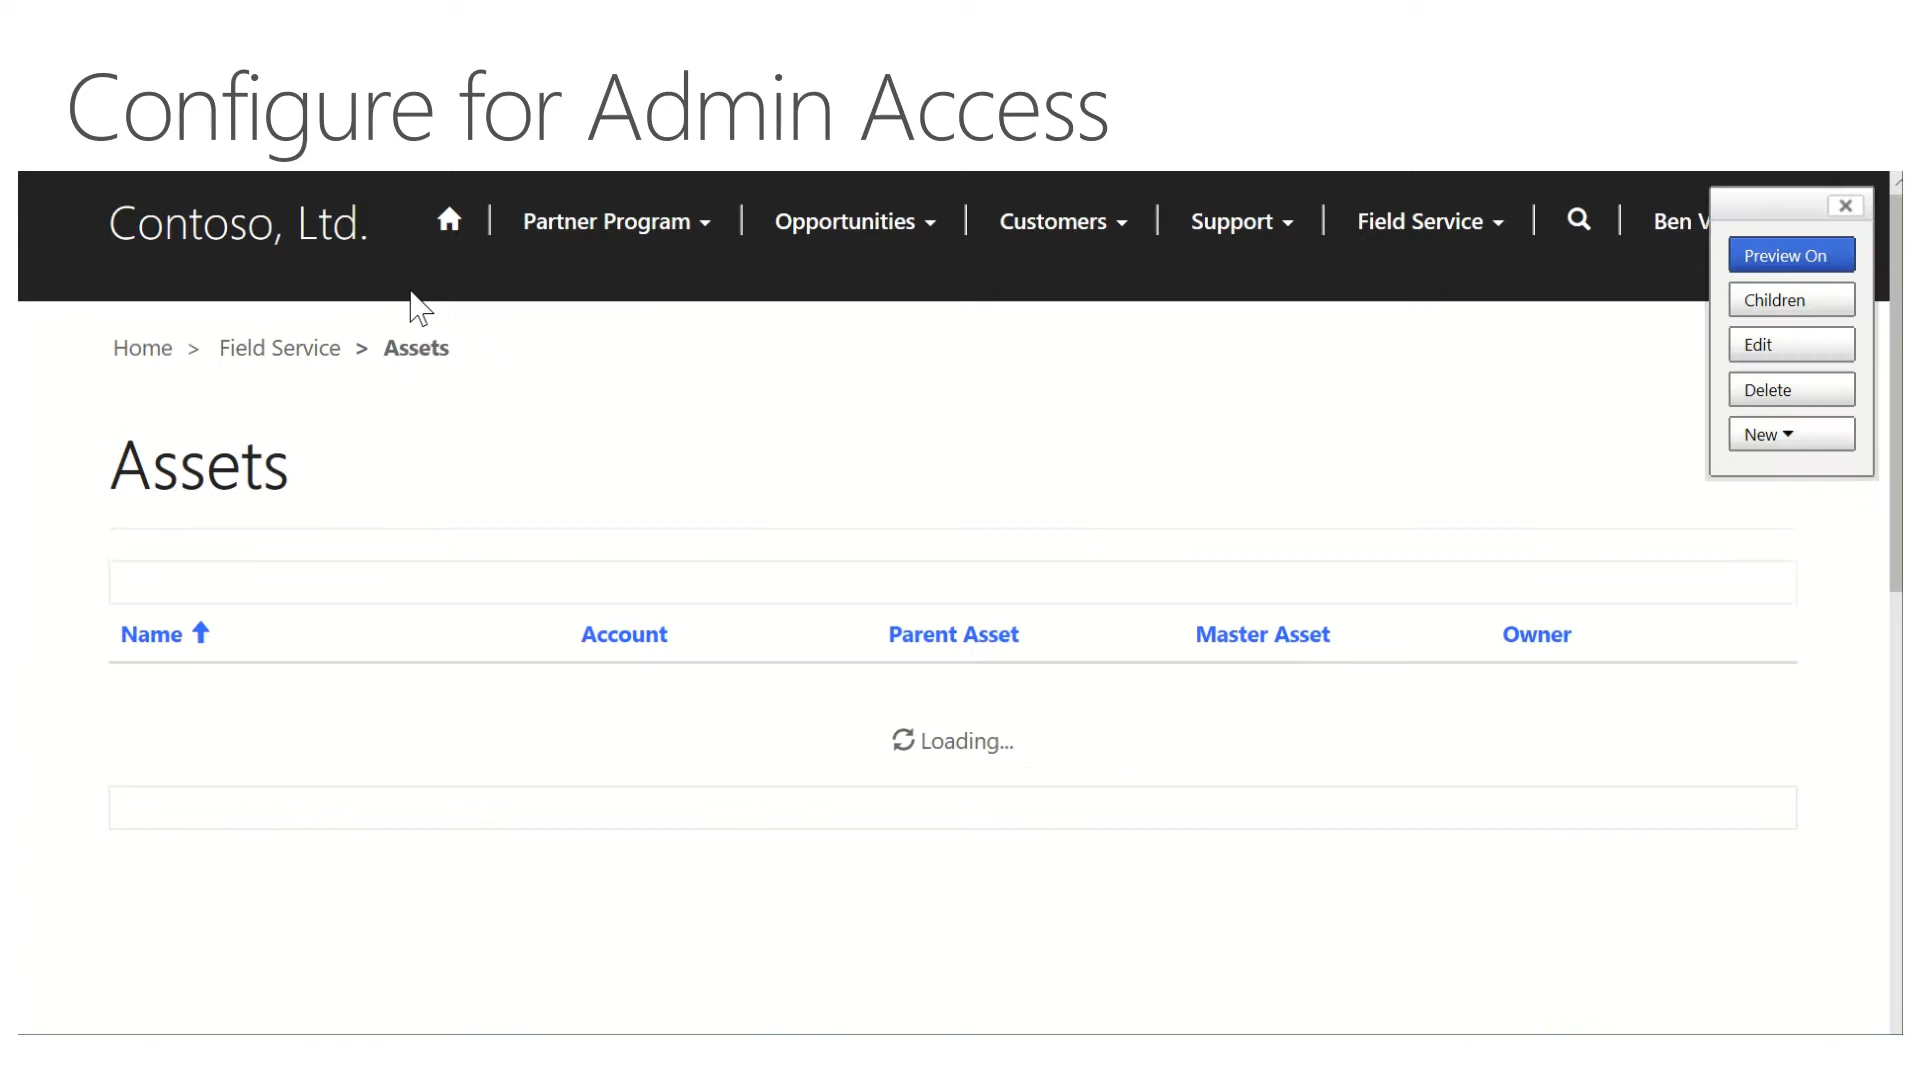 Configure for Admin Access
Contoso, Ltd. Partner Program Opportunities Customers Support Field Service Ben V
Preview On
Children
Edit
Delete
New
Home > Field Service > Assets
Assets
Name Account Parent Asset Master Asset Owner
Loading...